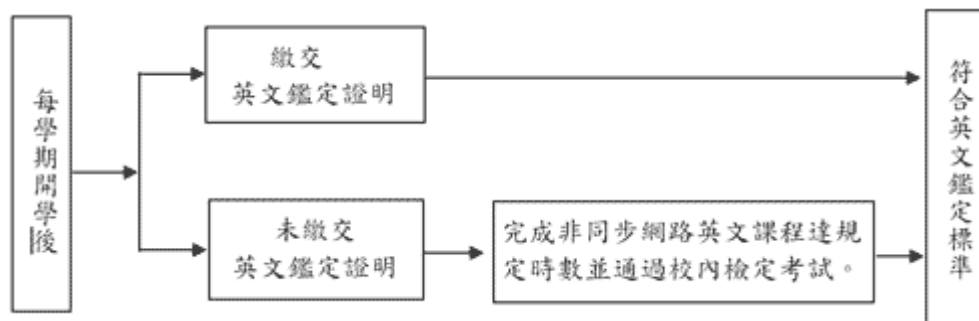 每學期開學後
繳交
英文鑑定證明
未繳交
英文鑑定證明
完成非同步網路英文課程達規
定時數並通過校內檢定考試。
符合英文鑑定標準